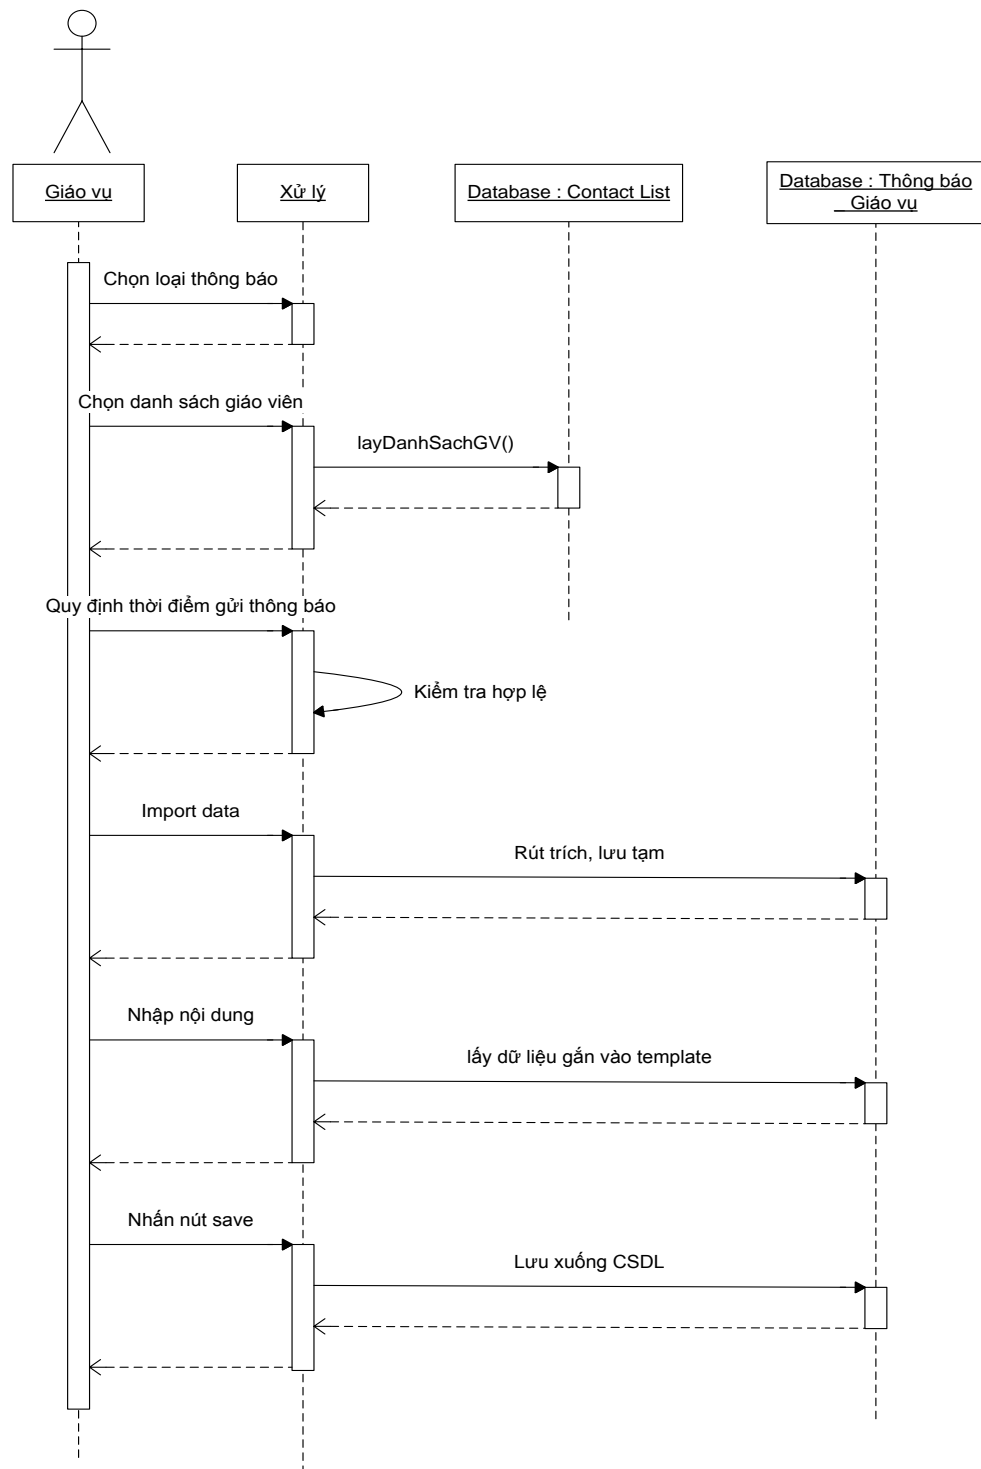 Giáo vụ
Xử lý
Database : Contact List
Database : Thông báo
_ Giáo vụ
Chọn loại thông báo
Chọn danh sách giáo viên
layDanhSachGV()
Quy định thời điểm gửi thông báo
Kiểm tra hợp lệ
Import data
Rút trích, lưu tạm
Nhập nội dung
lấy dữ liệu gắn vào template
Nhấn nút save
Lưu xuống CSDL